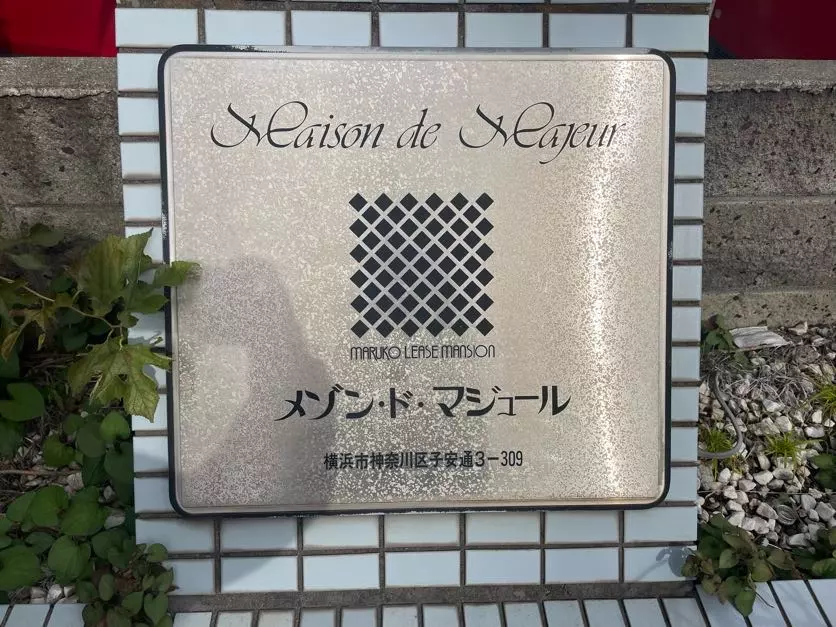 Maison de Majeur
MARUKO LEASE MANSION
メゾン・ド・マジュール
横浜市神奈川区子安通3-309